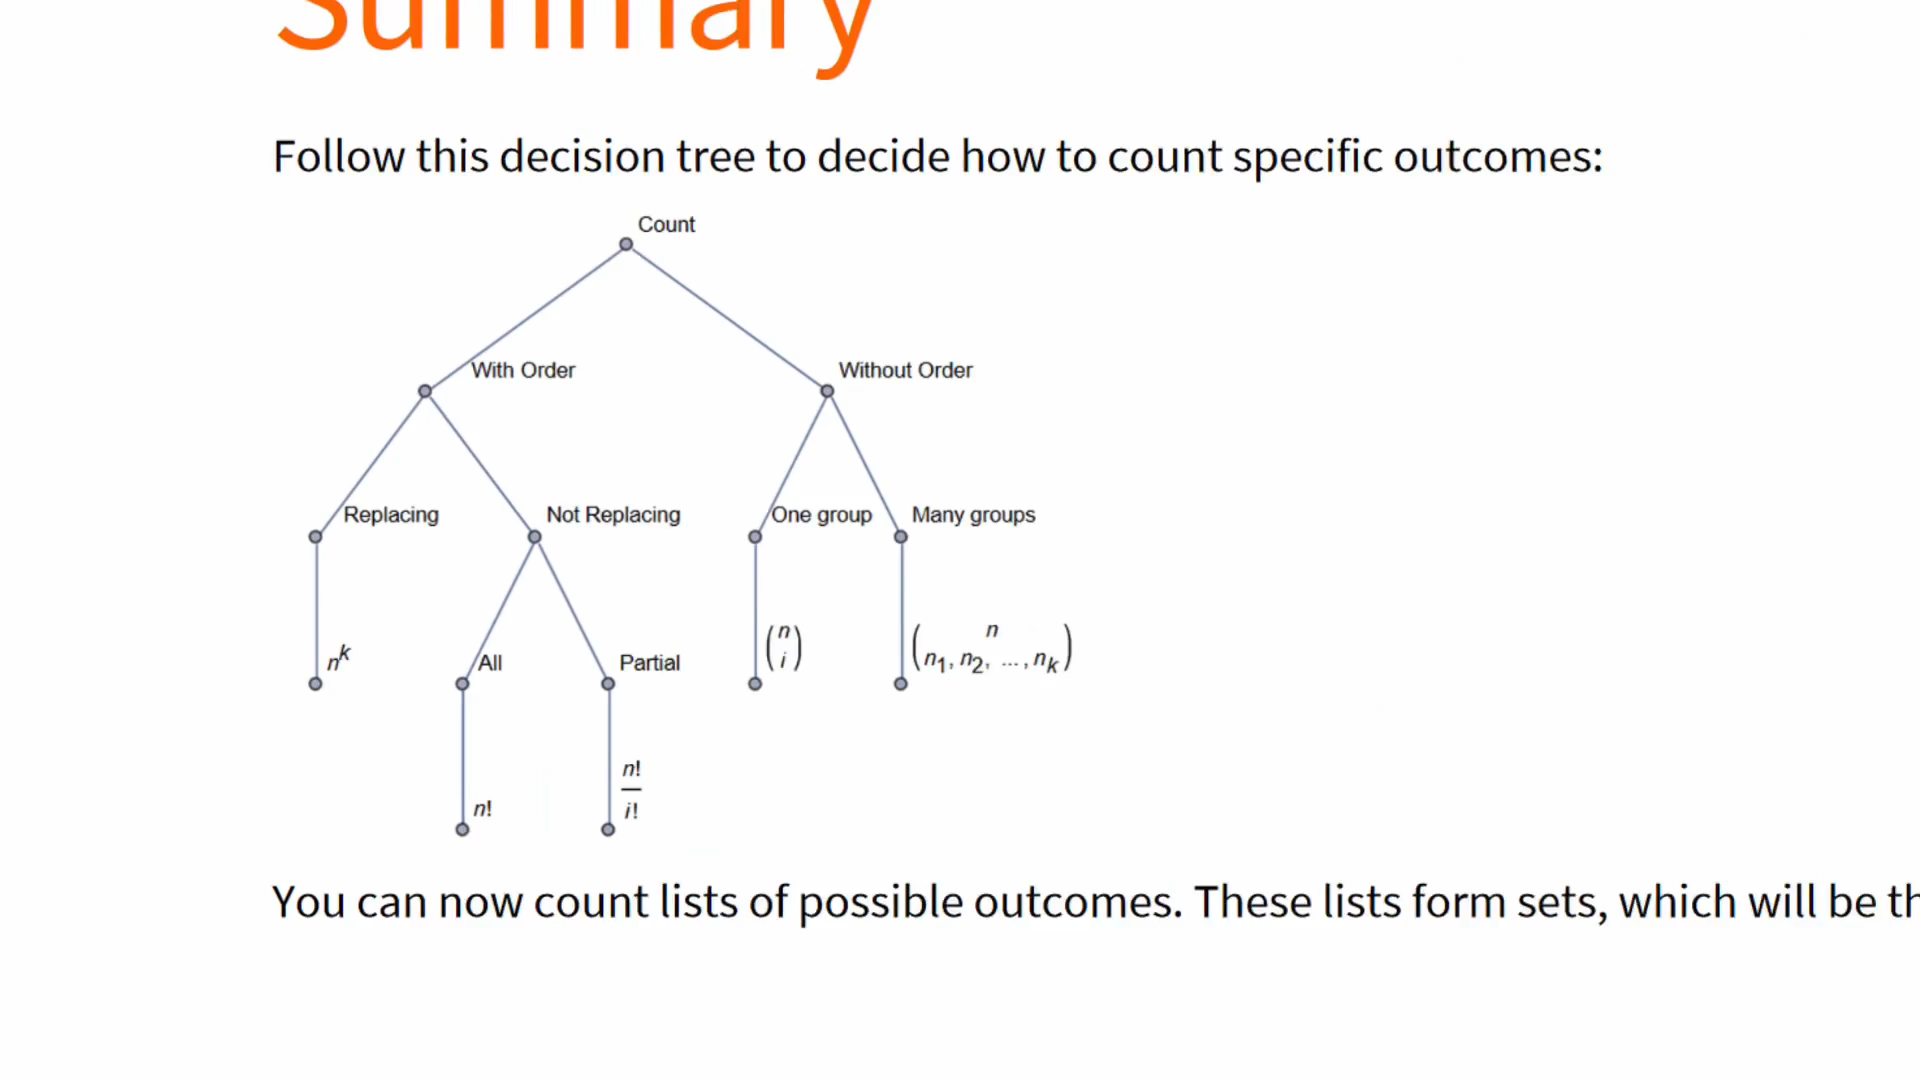 Summary
Follow this decision tree to decide how to count specific outcomes:
Count
With Order
Without Order
Replacing
Not Replacing
One group
Many groups
n^k
All
Partial
(n i)
(n n1, n2, ..., nk)
n!
n!
i!
You can now count lists of possible outcomes. These lists form sets, which will be